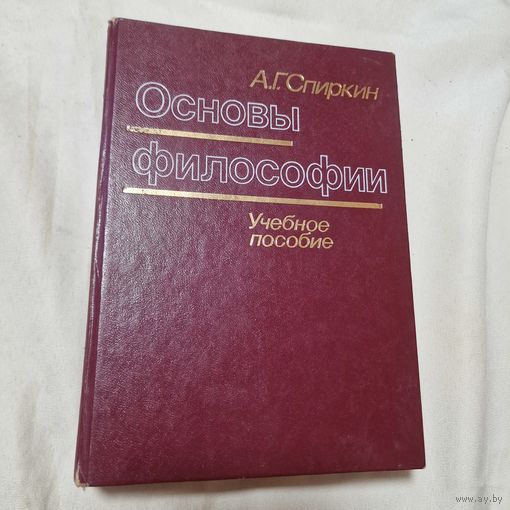 А.Г.Спиркин
Основы
философии
Учебное
пособие
www.ay.by